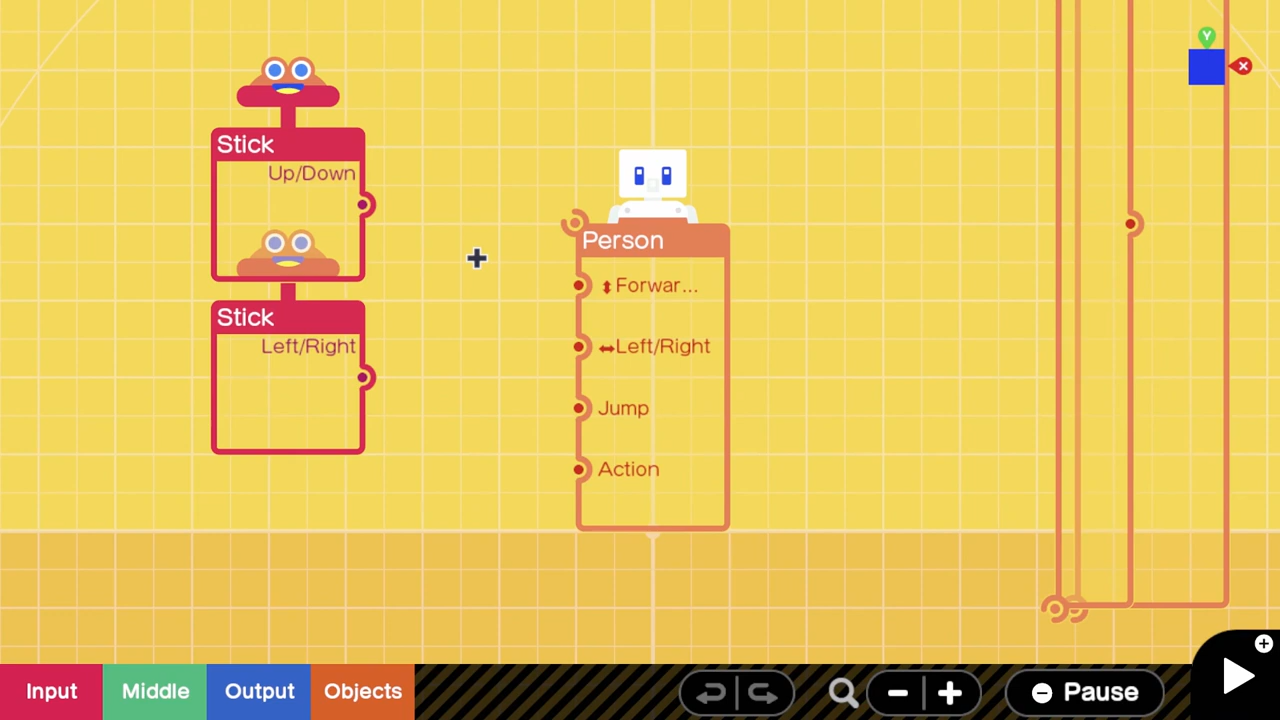 Y
X
Stick
Up/Down
Stick
Left/Right
Person
Forwar...
Left/Right
Jump
Action
Input
Middle
Output
Objects
Pause